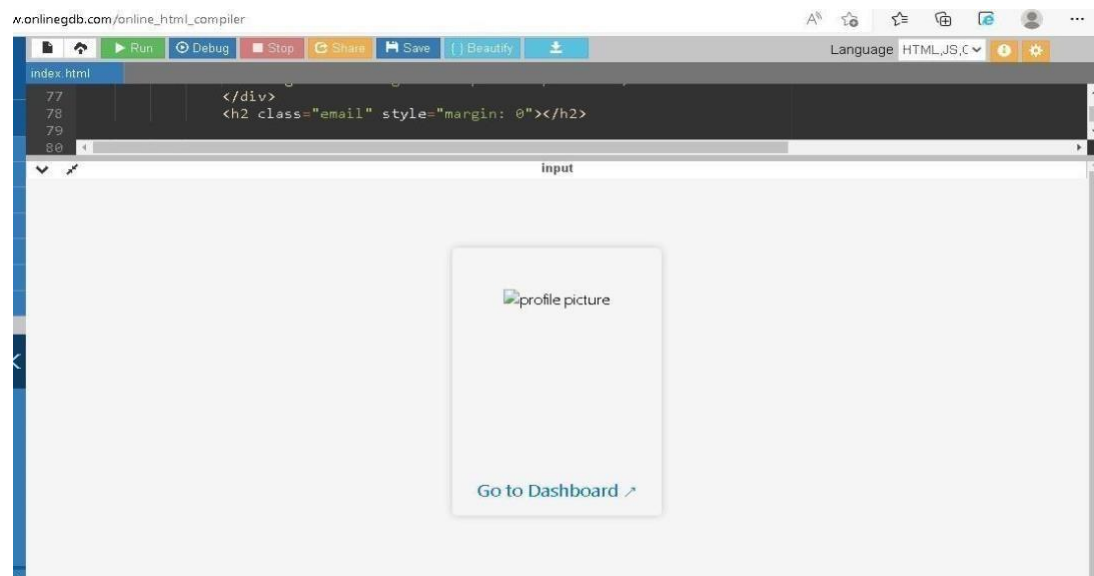 w.onlinegdb.com/online_html_compiler
Run Debug Stop Share Save { } Beautify Language HTML,JS,C
index.html
77 </div>
78 <h2 class="email" style="margin: 0"></h2>
79
80
input
profile picture
Go to Dashboard ↗